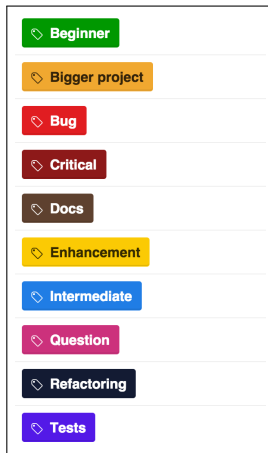 Beginner
Bigger project
Bug
Critical
Docs
Enhancement
Intermediate
Question
Refactoring
Tests